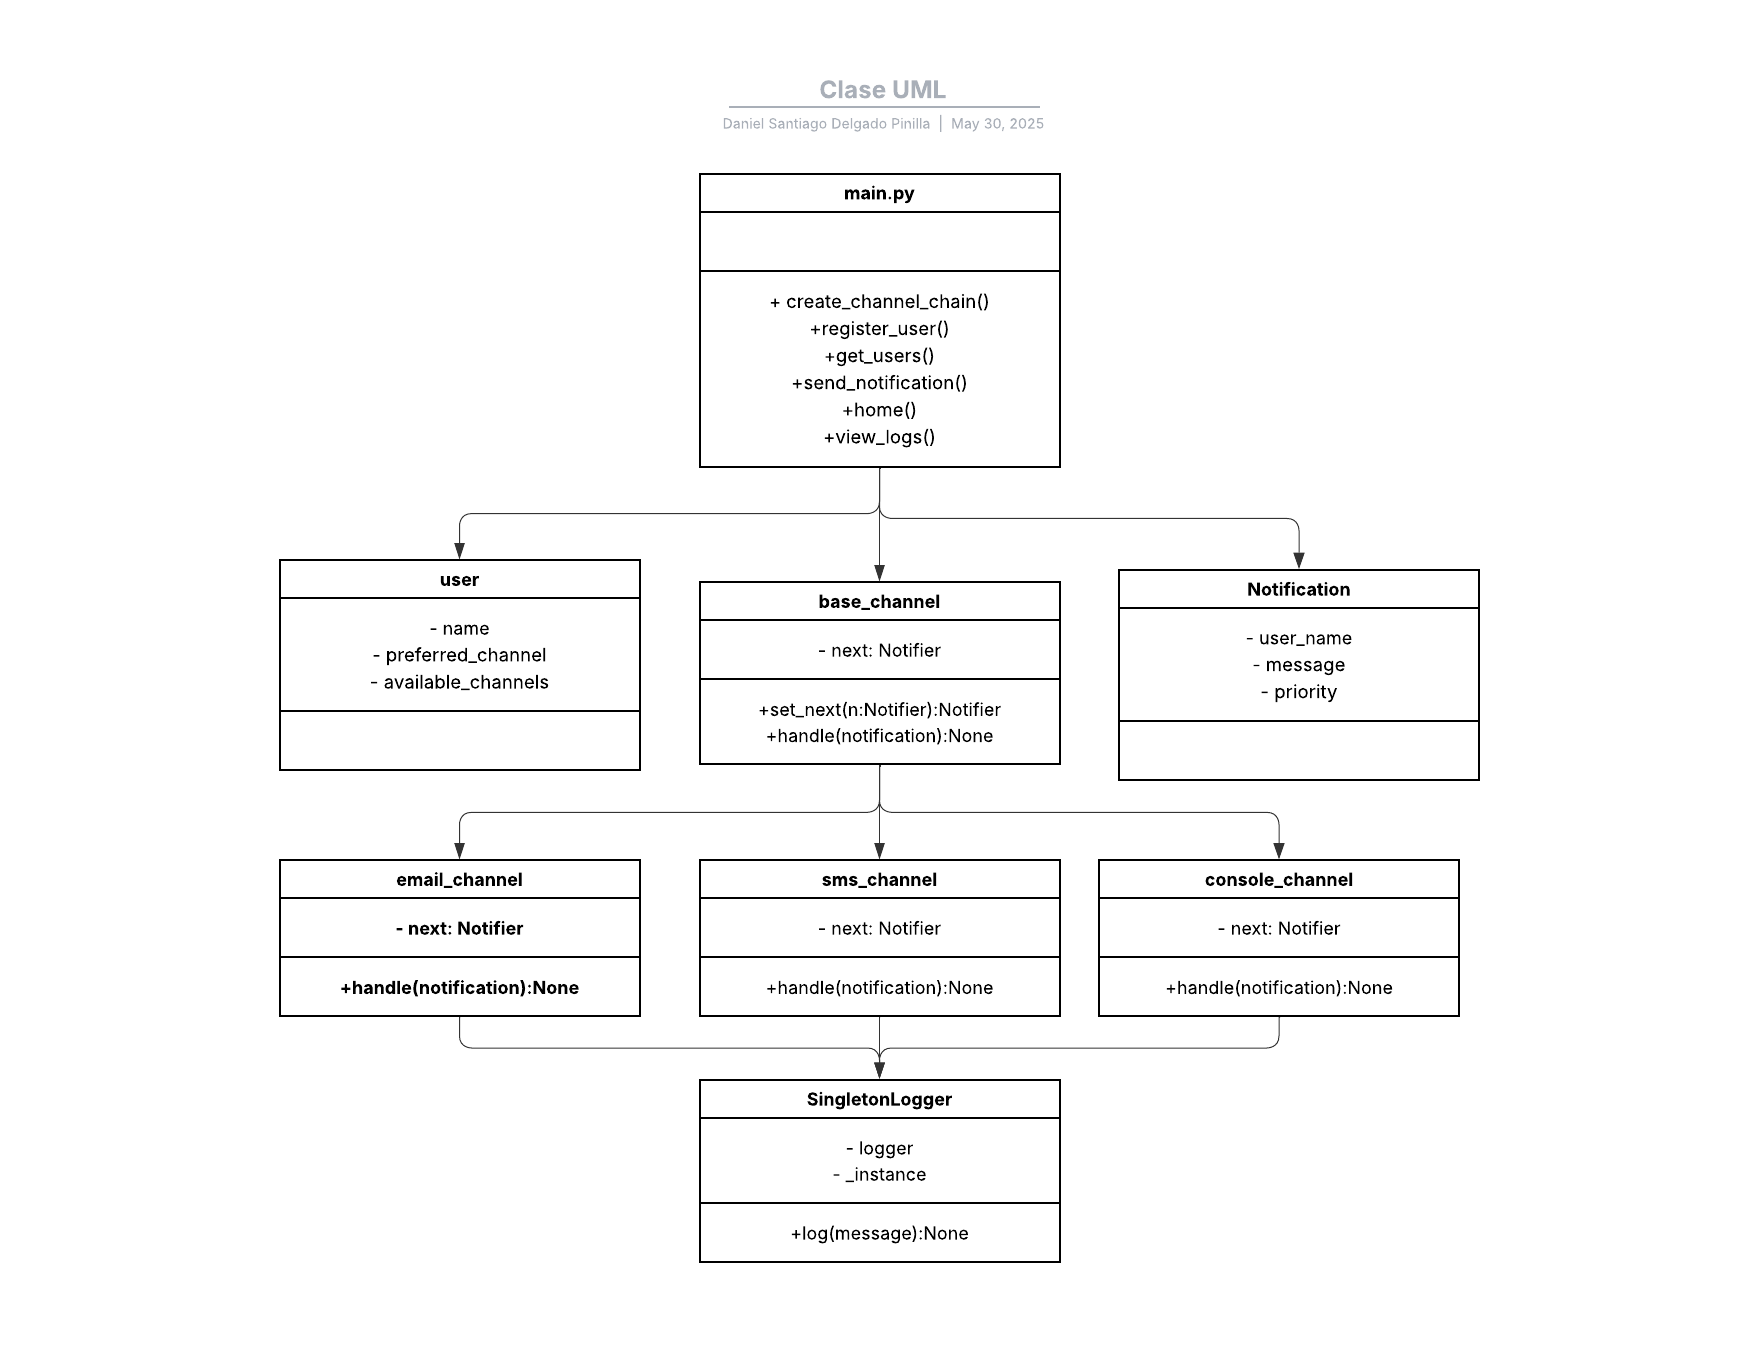 Clase UML
Daniel Santiago Delgado Pinilla | May 30, 2025
main.py
+ create_channel_chain()
+register_user()
+get_users()
+send_notification()
+home()
+view_logs()
user
- name
- preferred_channel
- available_channels
base_channel
- next: Notifier
+set_next(n:Notifier):Notifier
+handle(notification):None
Notification
- user_name
- message
- priority
email_channel
- next: Notifier
+handle(notification):None
sms_channel
- next: Notifier
+handle(notification):None
console_channel
- next: Notifier
+handle(notification):None
SingletonLogger
- logger
- _instance
+log(message):None